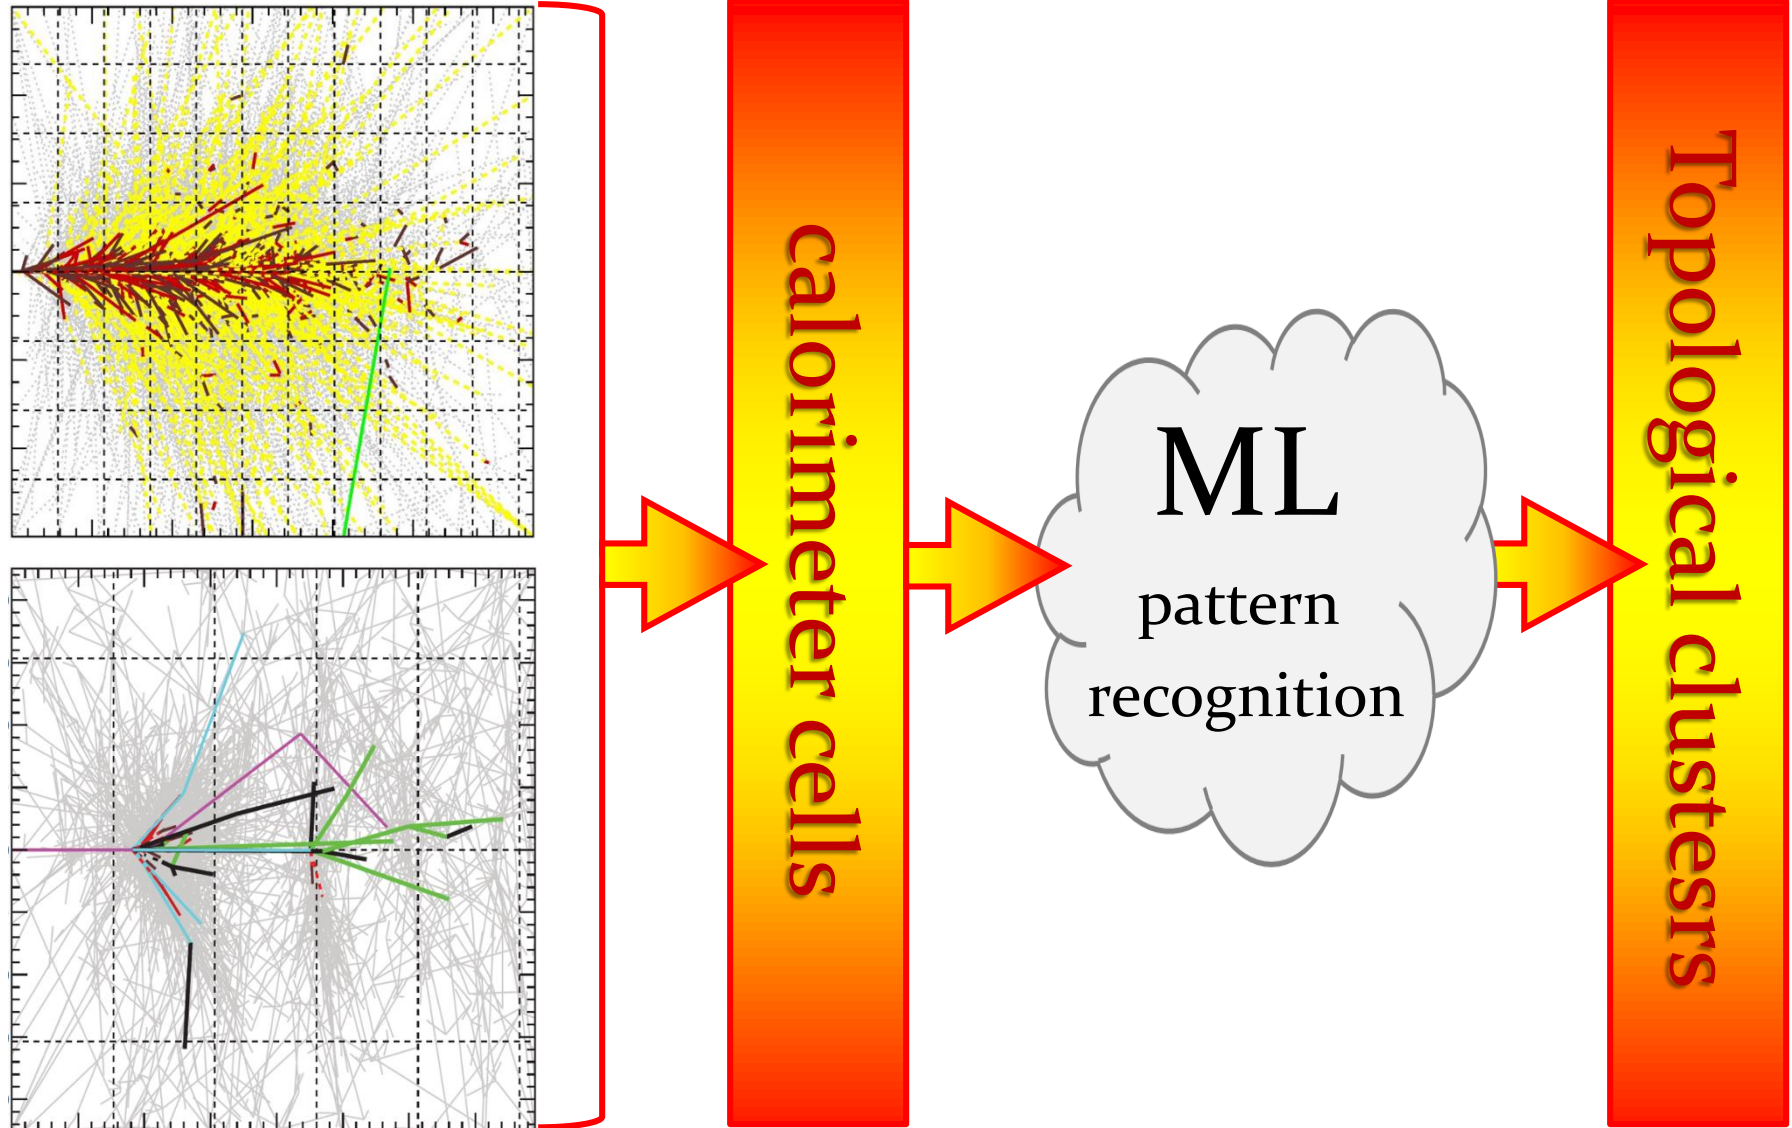 calorimeter cells
ML
pattern
recognition
Topological clustesrs